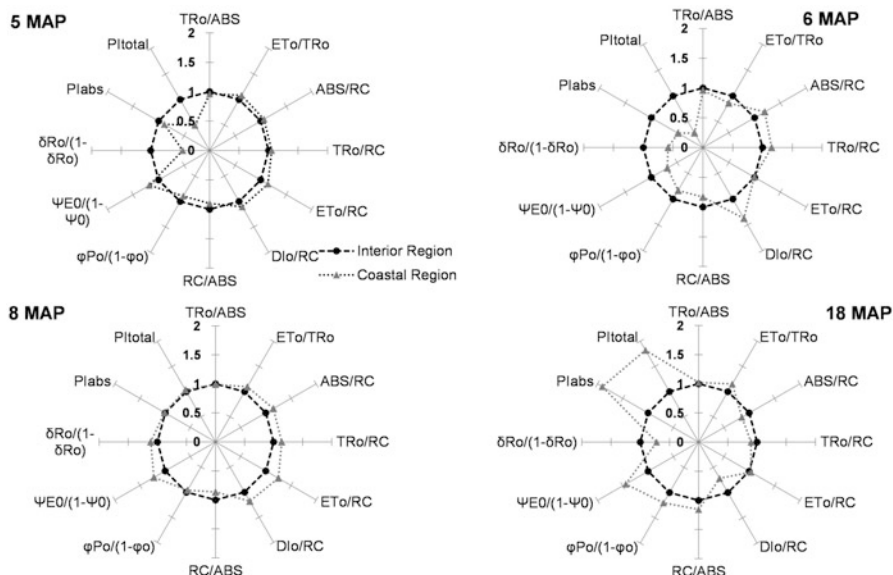 5 MAP
TRo/ABS
2
1.5
1
0.5
0
ETo/TRo
ABS/RC
TRo/RC
ETo/RC
DIo/RC
RC/ABS
φPo/(1-φo)
ΨE0/(1-
Ψ0)
δRo/(1-
δRo)
PIabs
PItotal
Interior Region
Coastal Region
6 MAP
TRo/ABS
2
1.5
1
0.5
0
ETo/TRo
ABS/RC
TRo/RC
ETo/RC
DIo/RC
RC/ABS
φPo/(1-φo)
ΨE0/(1-Ψ0)
δRo/(1-δRo)
PIabs
PItotal
8 MAP
TRo/ABS
2
1.5
1
0.5
0
ETo/TRo
ABS/RC
TRo/RC
ETo/RC
DIo/RC
RC/ABS
φPo/(1-φo)
ΨE0/(1-Ψ0)
δRo/(1-
δRo)
PIabs
PItotal
18 MAP
TRo/ABS
2
1.5
1
0.5
0
ETo/TRo
ABS/RC
TRo/RC
ETo/RC
DIo/RC
RC/ABS
φPo/(1-φo)
ΨE0/(1-Ψ0)
δRo/(1-δRo)
PIabs
PItotal